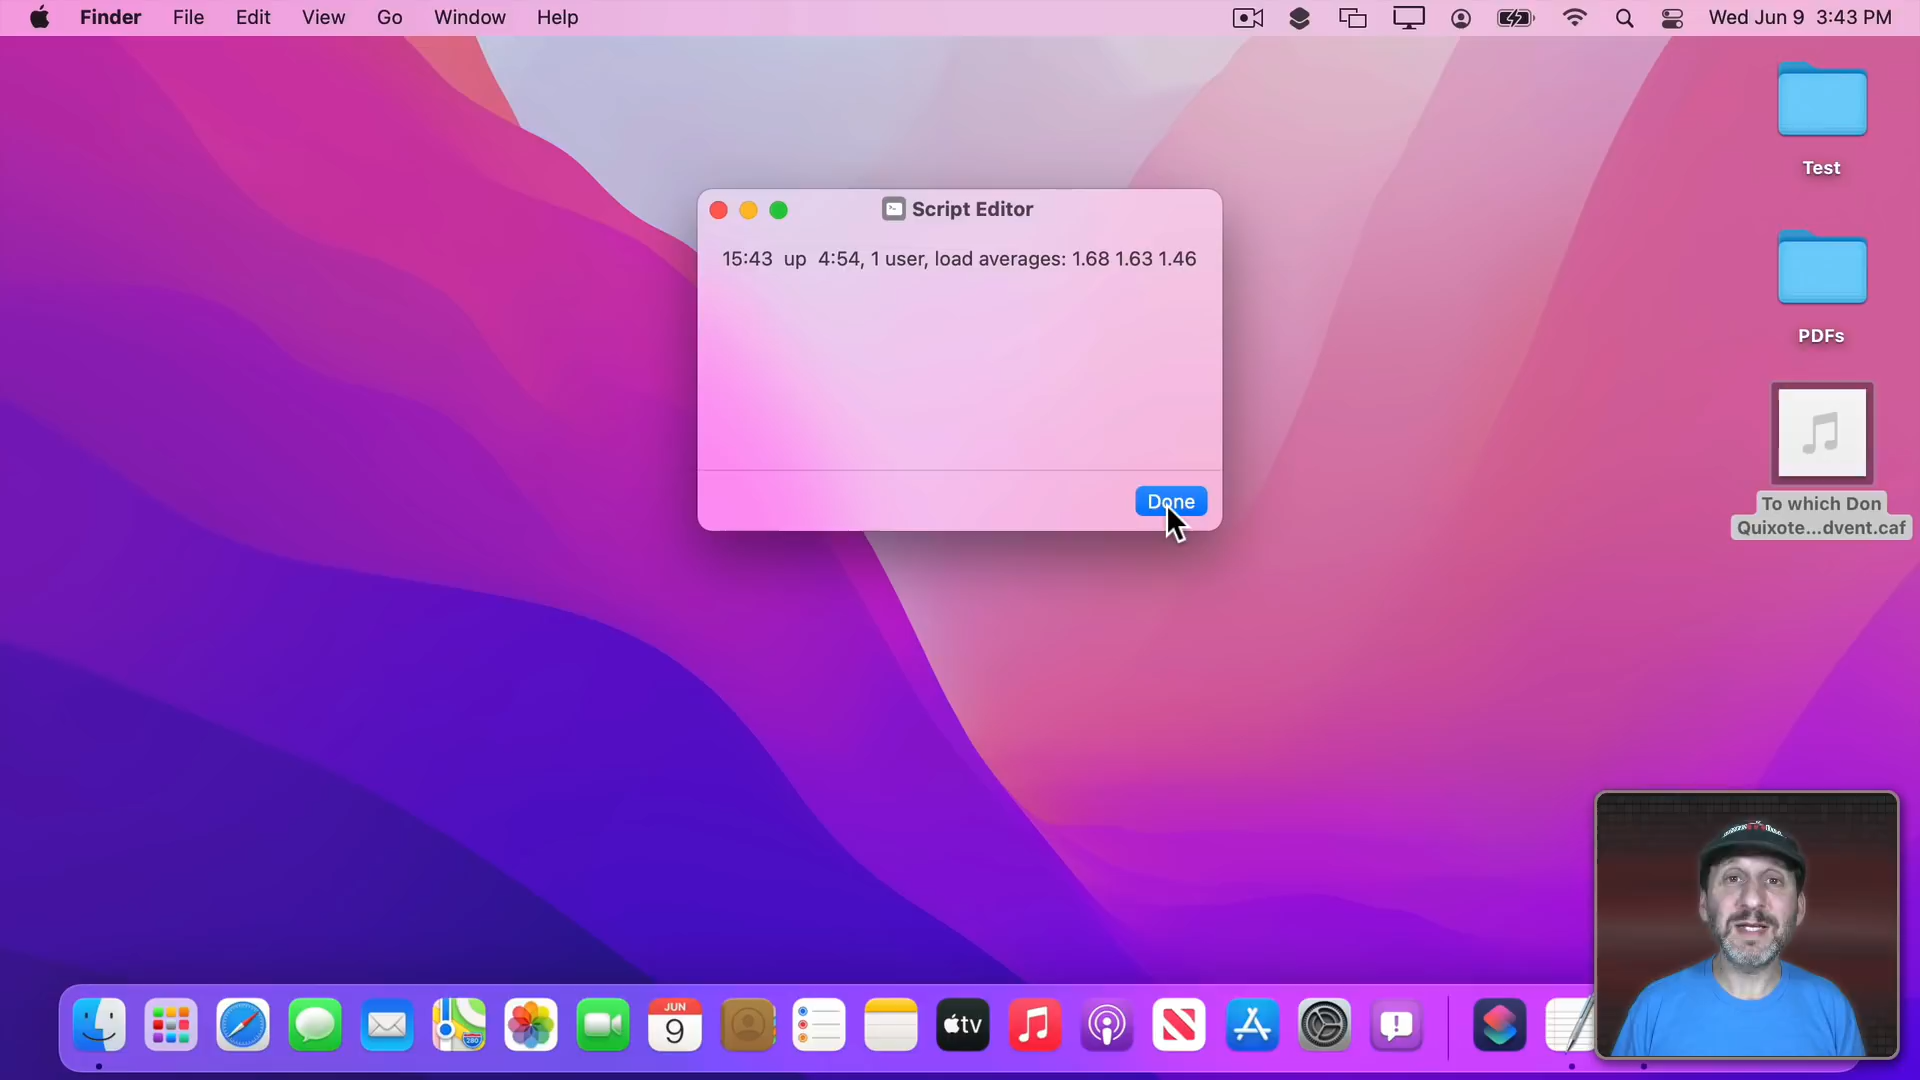 Finder File Edit View Go Window Help Wed Jun 9 3:43 PM
Test
PDFs
To which Don
Quixote...dvent.caf
Script Editor
15:43 up 4:54, 1 user, load averages: 1.68 1.63 1.46
Done
JUN
9
280
tv